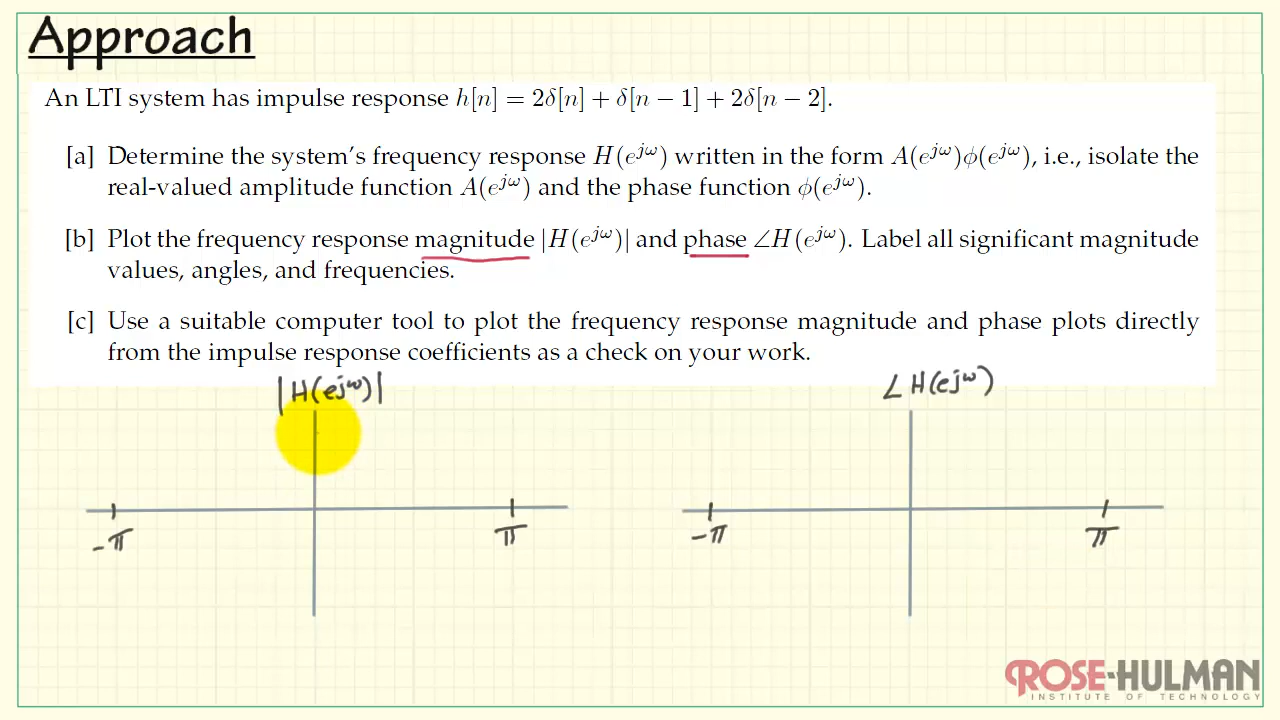 Approach
An LTI system has impulse response h[n] = 2δ[n] + δ[n − 1] + 2δ[n − 2].
[a] Determine the system's frequency response H(e^{jω}) written in the form A(e^{jω})ϕ(e^{jω}), i.e., isolate the
real-valued amplitude function A(e^{jω}) and the phase function ϕ(e^{jω}).
[b] Plot the frequency response magnitude |H(e^{jω})| and phase ∠H(e^{jω}). Label all significant magnitude
values, angles, and frequencies.
[c] Use a suitable computer tool to plot the frequency response magnitude and phase plots directly
from the impulse response coefficients as a check on your work.
|H(e^{jω})| ∠H(e^{jω})
-π π -π π
ROSE-HULMAN
INSTITUTE OF TECHNOLOGY